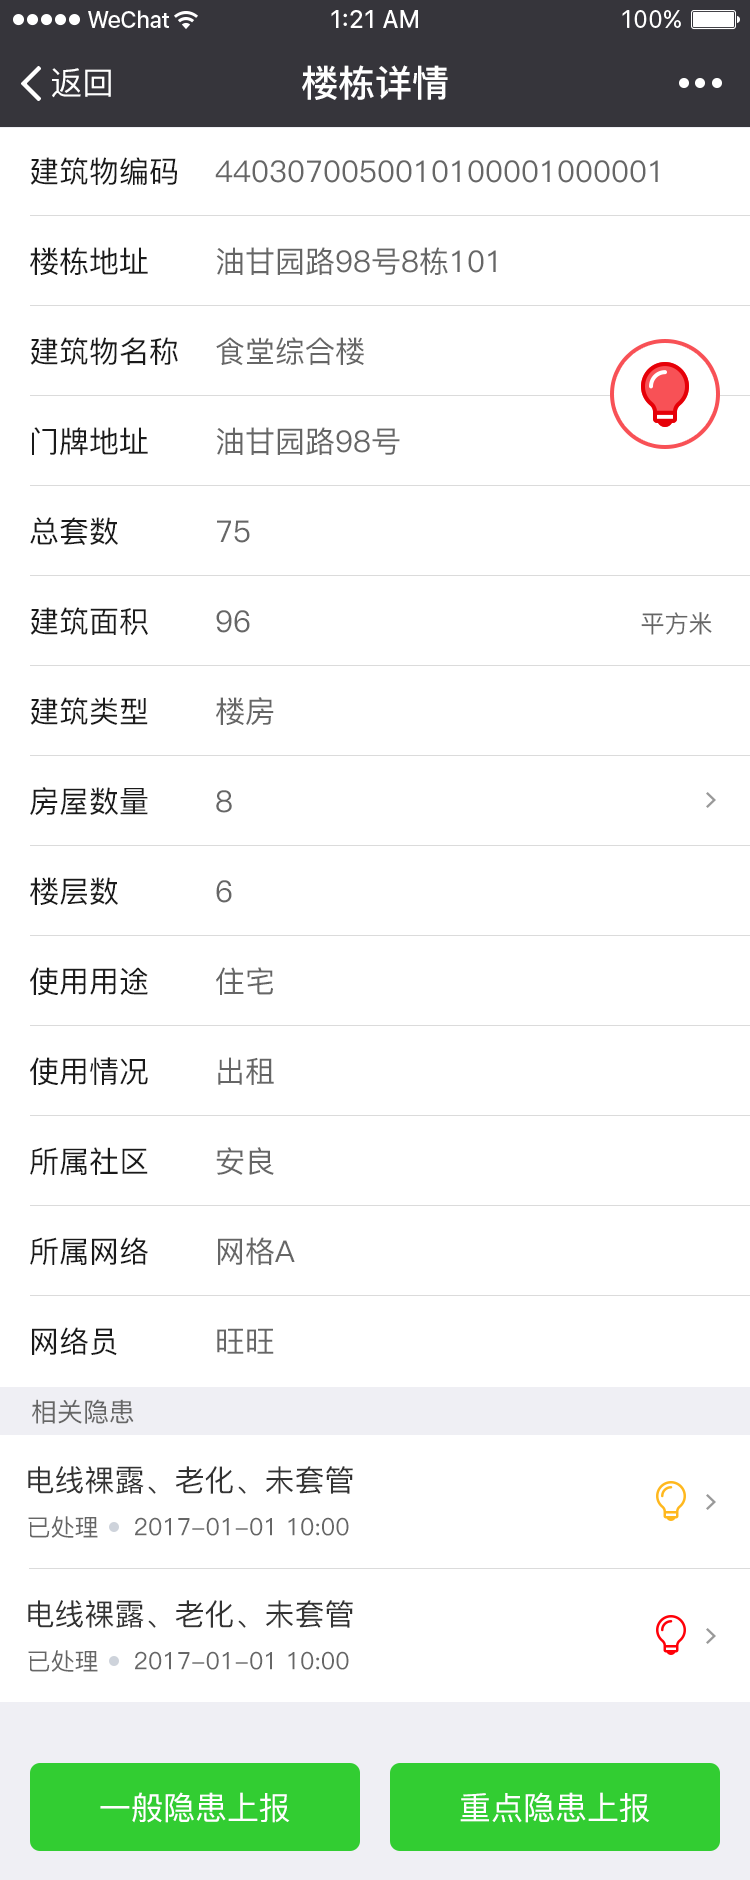 WeChat 1:21 AM 100%
返回 楼栋详情
建筑物编码 4403070050010100001000001
楼栋地址 油甘园路98号8栋101
建筑物名称 食堂综合楼
门牌地址 油甘园路98号
总套数 75
建筑面积 96 平方米
建筑类型 楼房
房屋数量 8
楼层数 6
使用用途 住宅
使用情况 出租
所属社区 安良
所属网络 网格A
网络员 旺旺
相关隐患
电线裸露、老化、未套管
已处理 2017-01-01 10:00
电线裸露、老化、未套管
已处理 2017-01-01 10:00
一般隐患上报 重点隐患上报